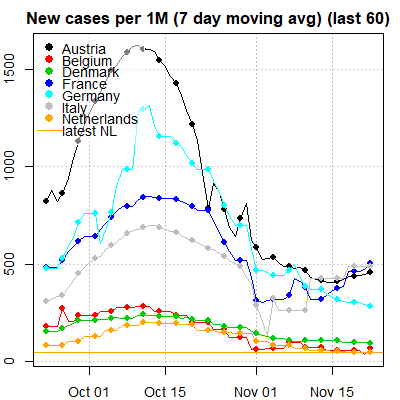 New cases per 1M (7 day moving avg) (last 60)
Austria
Belgium
Denmark
France
Germany
Italy
Netherlands
latest NL
1500
1000
500
0
Oct 01 Oct 15 Nov 01 Nov 15